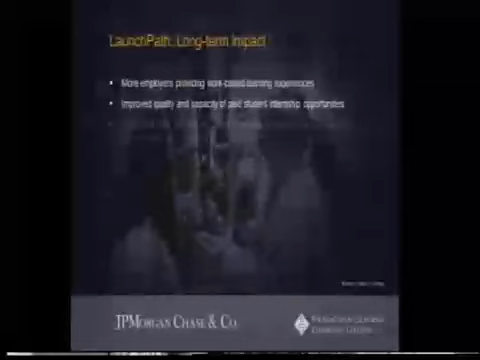 LaunchPath: Long-term Impact
• More employers providing work-based learning experiences
• Improved quality and capacity of paid student internship opportunities
JPMORGAN CHASE & CO.